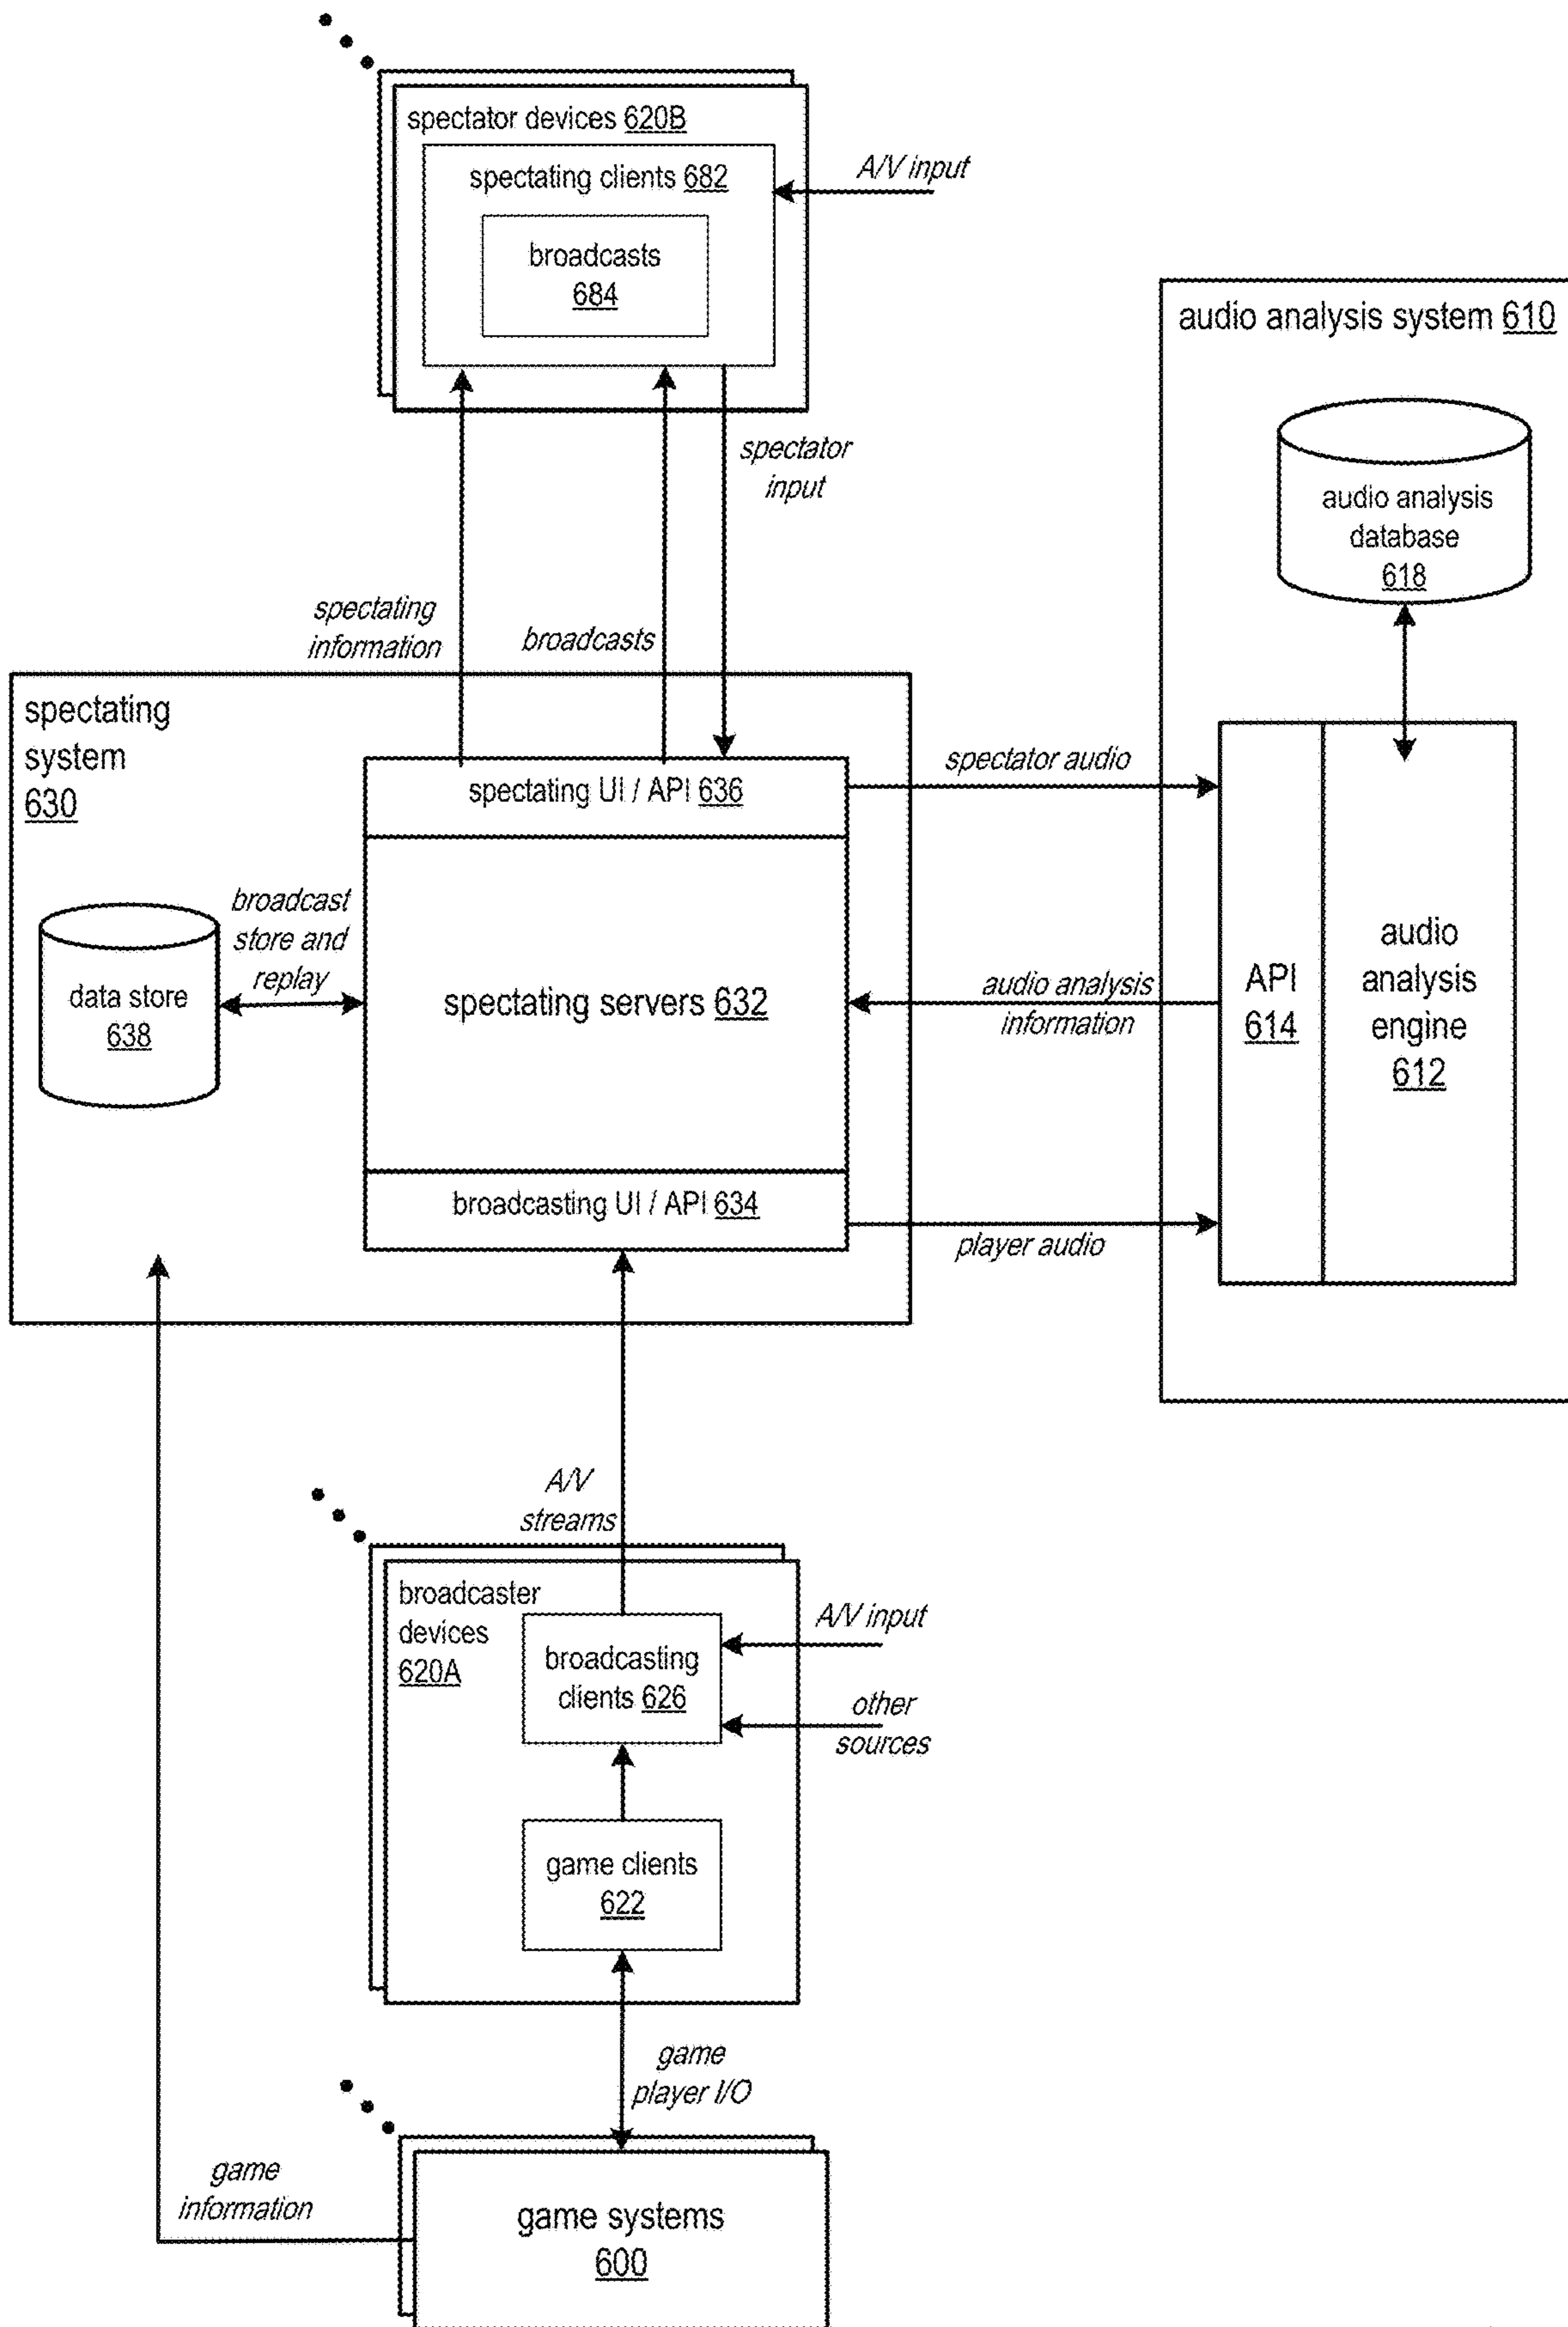 spectator devices 620B
spectating clients 682
A/V input
broadcasts
684
audio analysis system 610
spectator
input
audio analysis
database
618
spectating
information
broadcasts
spectating
system
630
spectating UI / API 636
spectator audio
broadcast
store and
replay
data store
638
spectating servers 632
audio analysis
information
API
614
audio
analysis
engine
612
broadcasting UI / API 634
player audio
A/V
streams
broadcaster
devices
620A
broadcasting
clients 626
A/V input
other
sources
game clients
622
game
player I/O
game
information
game systems
600